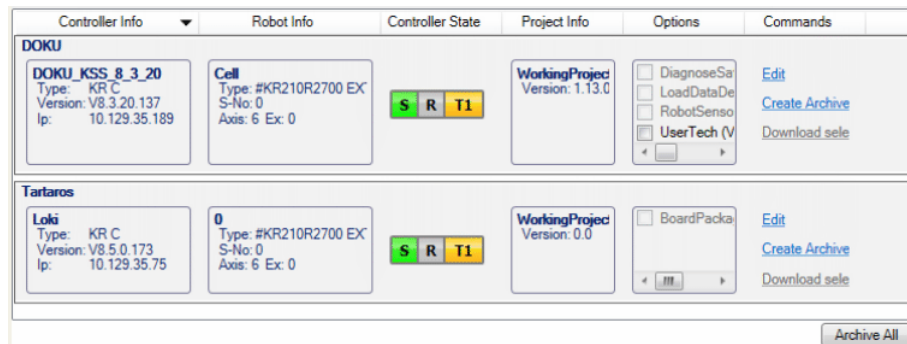 Controller Info Robot Info Controller State Project Info Options Commands
DOKU
DOKU_KSS_8_3_20
Type: KR C
Version: V8.3.20.137
Ip: 10.129.35.189
Cell
Type: #KR210R2700 EX
S-No: 0
Axis: 6 Ex: 0
S R T1
WorkingProject
Version: 1.13.0
DiagnoseSa
LoadDataDe
RobotSenso
UserTech (V
Edit
Create Archive
Download sele
Tartaros
Loki
Type: KR C
Version: V8.5.0.173
Ip: 10.129.35.75
0
Type: #KR210R2700 EX
S-No: 0
Axis: 6 Ex: 0
S R T1
WorkingProject
Version: 0.0
BoardPacka
Edit
Create Archive
Download sele
Archive All